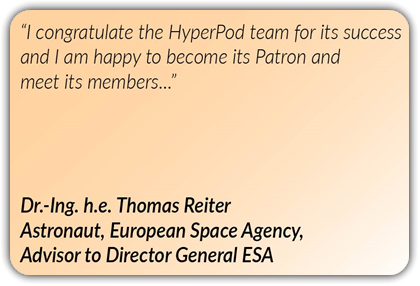 “I congratulate the HyperPod team for its success
and I am happy to become its Patron and
meet its members...”
Dr.-Ing. h.e. Thomas Reiter
Astronaut, European Space Agency,
Advisor to Director General ESA